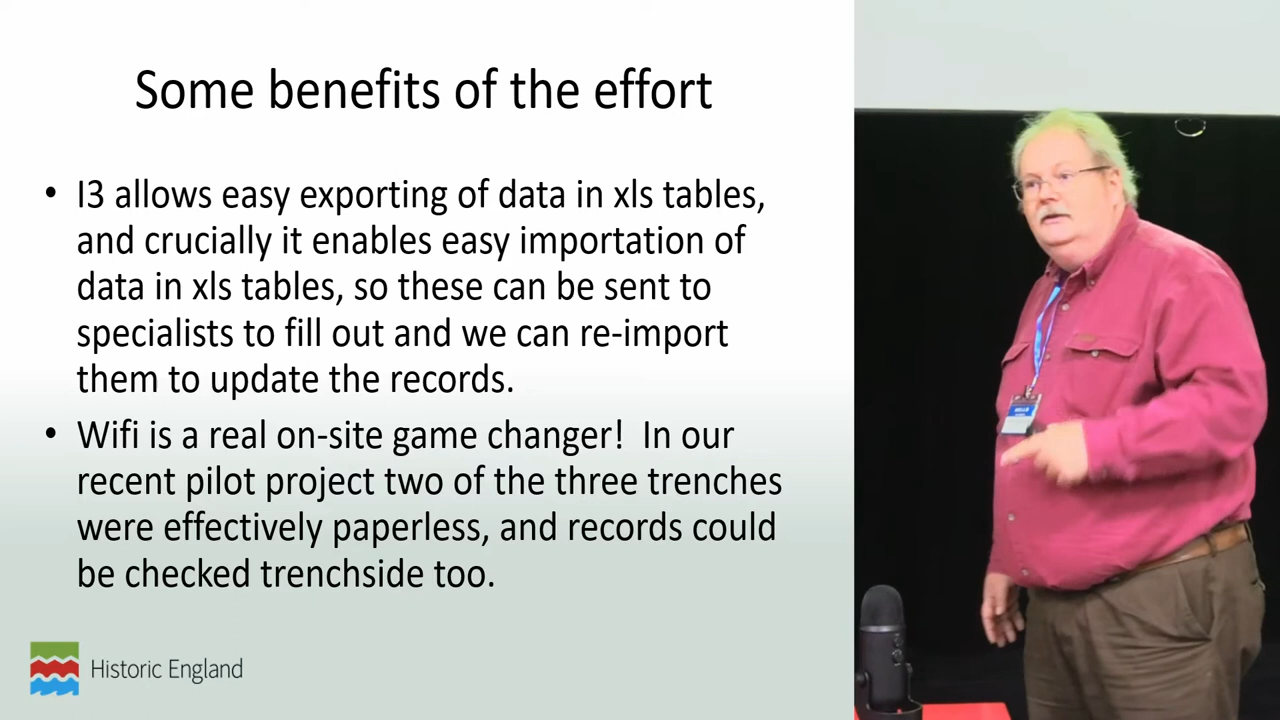 Some benefits of the effort
• I3 allows easy exporting of data in xls tables,
and crucially it enables easy importation of
data in xls tables, so these can be sent to
specialists to fill out and we can re-import
them to update the records.
• Wifi is a real on-site game changer!  In our
recent pilot project two of the three trenches
were effectively paperless, and records could
be checked trenchside too.
Historic England
HELLO